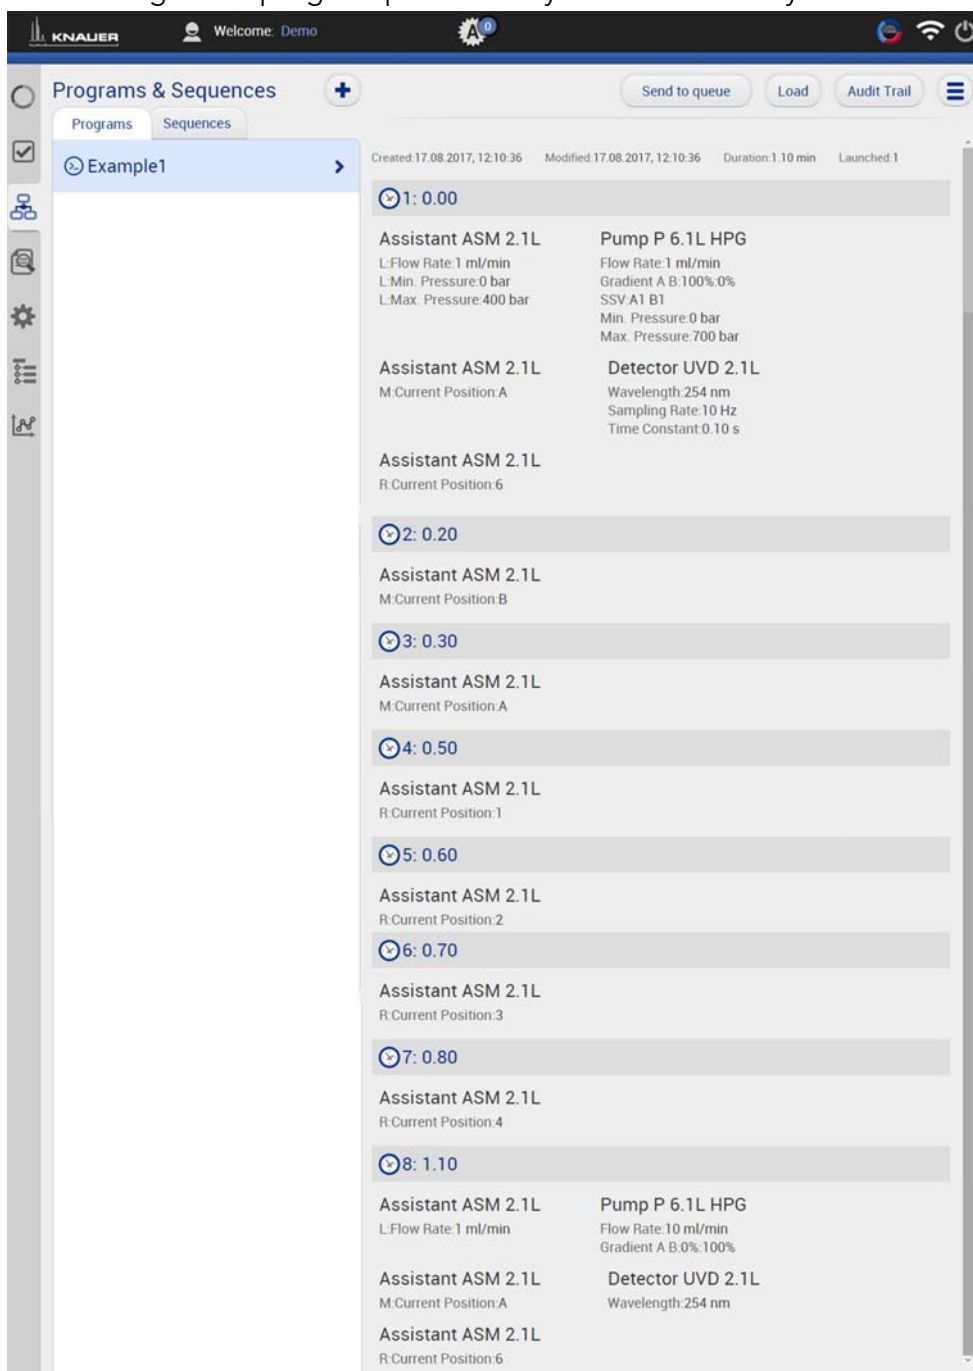 KNAUER
Welcome: Demo
A 0
Programs & Sequences
Send to queue
Load
Audit Trail
Programs
Sequences
Example1
Created:17.08.2017, 12:10:36 Modified:17.08.2017, 12:10:36 Duration:1.10 min Launched:1
1: 0.00
Assistant ASM 2.1L
L:Flow Rate:1 ml/min
L:Min. Pressure:0 bar
L:Max. Pressure:400 bar
Pump P 6.1L HPG
Flow Rate:1 ml/min
Gradient A B:100%:0%
SSV:A1 B1
Min. Pressure:0 bar
Max. Pressure:700 bar
Assistant ASM 2.1L
M:Current Position:A
Detector UVD 2.1L
Wavelength:254 nm
Sampling Rate:10 Hz
Time Constant:0.10 s
Assistant ASM 2.1L
R:Current Position:6
2: 0.20
Assistant ASM 2.1L
M:Current Position:B
3: 0.30
Assistant ASM 2.1L
M:Current Position:A
4: 0.50
Assistant ASM 2.1L
R:Current Position:1
5: 0.60
Assistant ASM 2.1L
R:Current Position:2
6: 0.70
Assistant ASM 2.1L
R:Current Position:3
7: 0.80
Assistant ASM 2.1L
R:Current Position:4
8: 1.10
Assistant ASM 2.1L
L:Flow Rate:1 ml/min
Pump P 6.1L HPG
Flow Rate:10 ml/min
Gradient A B:0%:100%
Assistant ASM 2.1L
M:Current Position:A
Detector UVD 2.1L
Wavelength:254 nm
Assistant ASM 2.1L
R:Current Position:6